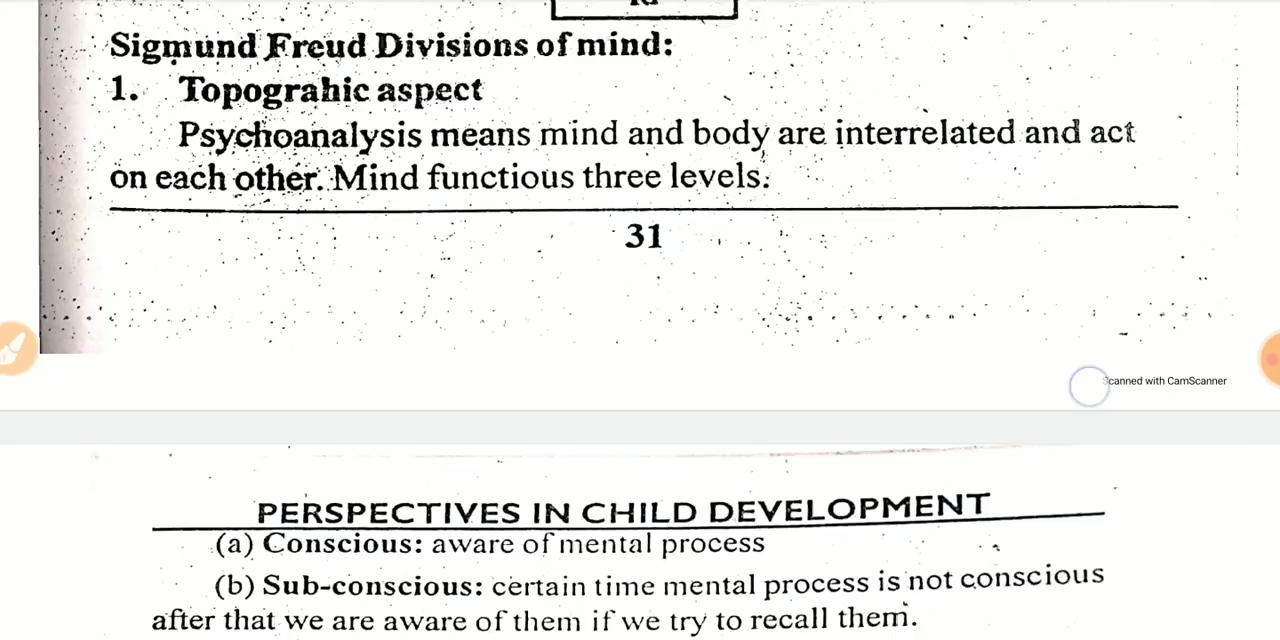 Sigmund Freud Divisions of mind:
1. Topograhic aspect
Psychoanalysis means mind and body are interrelated and act
on each other. Mind functious three levels.
31
Scanned with CamScanner
PERSPECTIVES IN CHILD DEVELOPMENT
(a) Conscious: aware of mental process
(b) Sub-conscious: certain time mental process is not conscious
after that we are aware of them if we try to recall them.